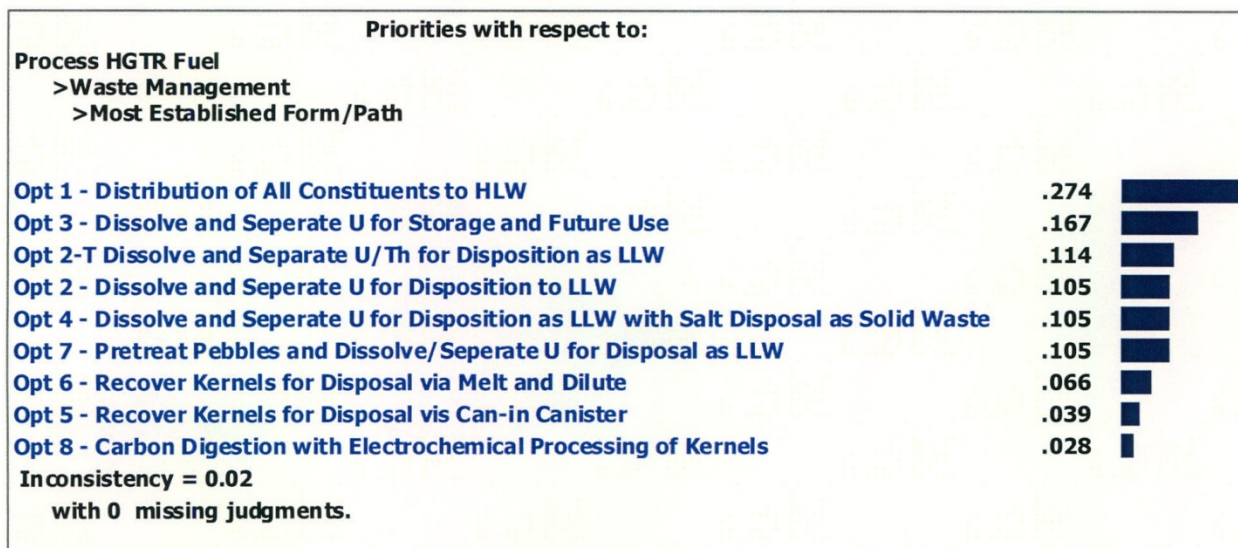 Priorities with respect to:
Process HGTR Fuel
>Waste Management
>Most Established Form/Path
Opt 1 - Distribution of All Constituents to HLW .274
Opt 3 - Dissolve and Seperate U for Storage and Future Use .167
Opt 2-T Dissolve and Separate U/Th for Disposition as LLW .114
Opt 2 - Dissolve and Seperate U for Disposition to LLW .105
Opt 4 - Dissolve and Seperate U for Disposition as LLW with Salt Disposal as Solid Waste .105
Opt 7 - Pretreat Pebbles and Dissolve/Seperate U for Disposal as LLW .105
Opt 6 - Recover Kernels for Disposal via Melt and Dilute .066
Opt 5 - Recover Kernels for Disposal vis Can-in Canister .039
Opt 8 - Carbon Digestion with Electrochemical Processing of Kernels .028
Inconsistency = 0.02
with 0 missing judgments.